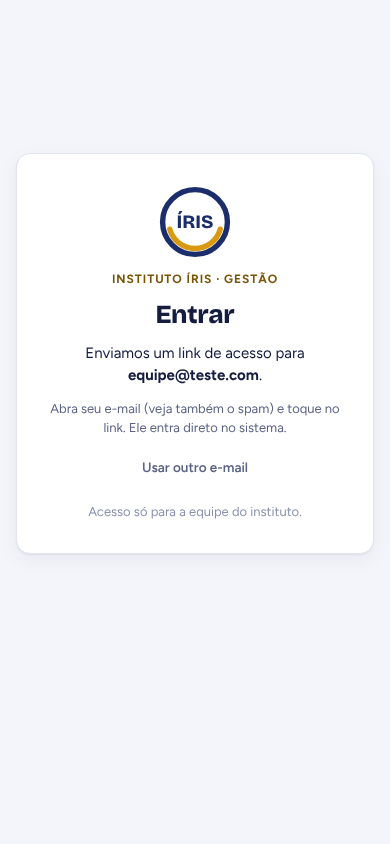 ÍRIS
INSTITUTO ÍRIS · GESTÃO
Entrar
Enviamos um link de acesso para
equipe@teste.com.
Abra seu e-mail (veja também o spam) e toque no
link. Ele entra direto no sistema.
Usar outro e-mail
Acesso só para a equipe do instituto.